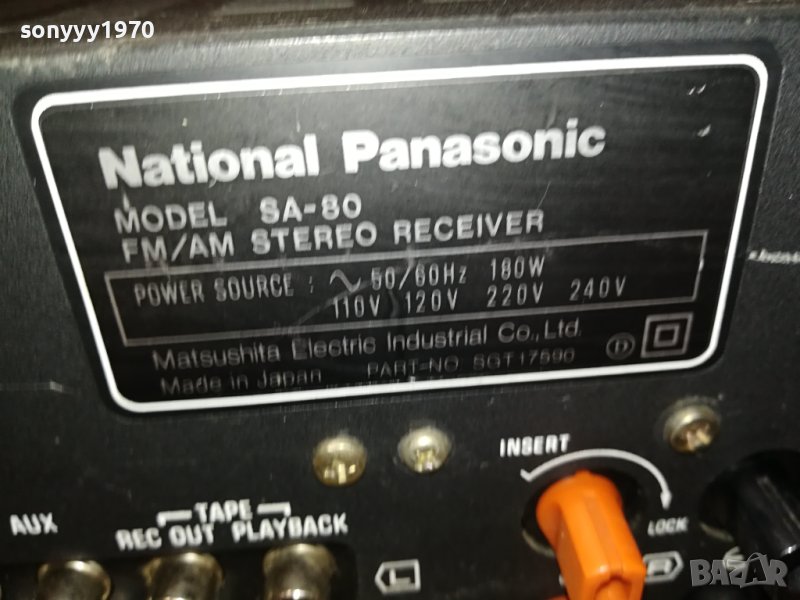 sonyyy1970
National Panasonic
MODEL SA-80
FM/AM STEREO RECEIVER
POWER SOURCE : ~ 50/60Hz 180W
110V 120V 220V 240V
Matsushita Electric Industrial Co., Ltd.
Made in Japan PART-NO SGT17590
D
INSERT
LOCK
AUX
TAPE
REC OUT PLAYBACK
L
R
BAZAR